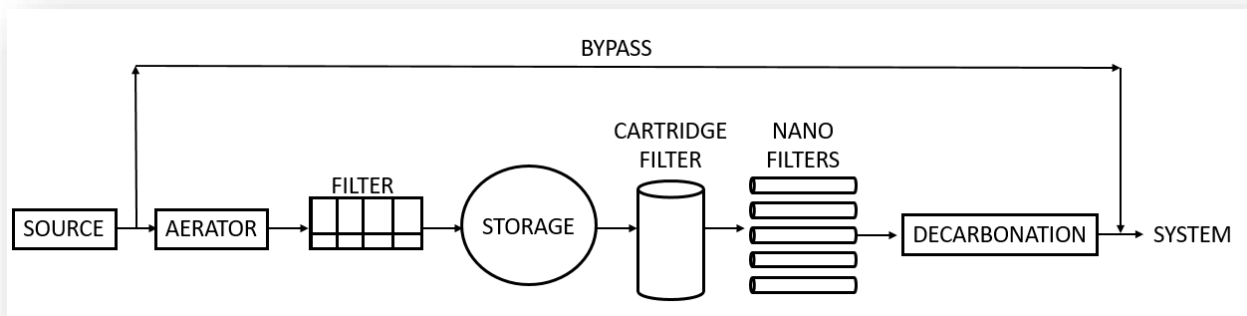 BYPASS
CARTRIDGE
FILTER
NANO
FILTERS
FILTER
SOURCE
AERATOR
STORAGE
DECARBONATION
SYSTEM